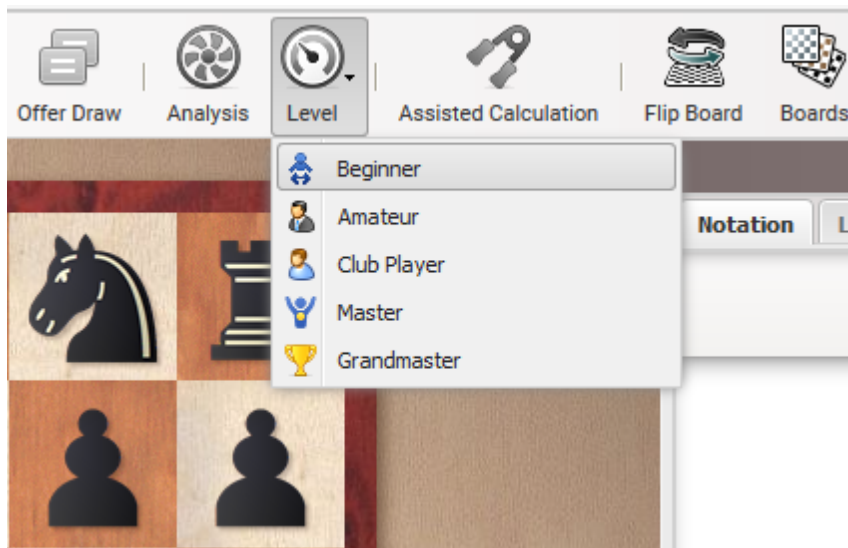 Offer Draw
Analysis
Level
Assisted Calculation
Flip Board
Boards
Beginner
Amateur
Club Player
Master
Grandmaster
Notation
L